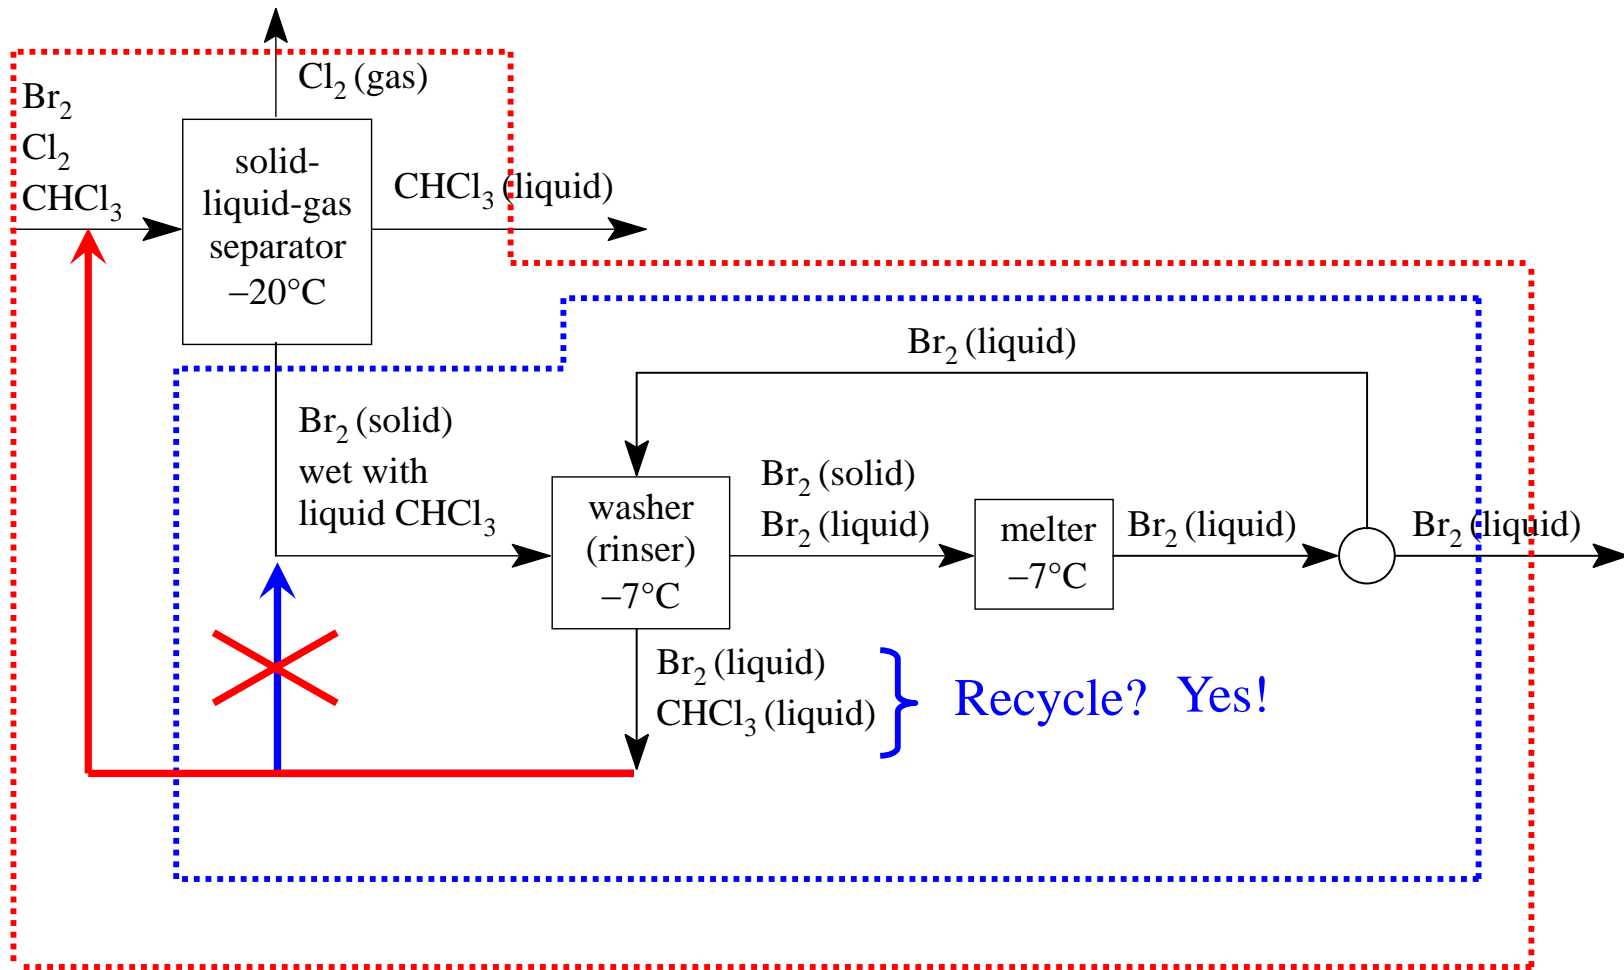 Cl₂ (gas)
Br₂
Cl₂
CHCl₃
solid-
liquid-gas
separator
–20°C
CHCl₃ (liquid)
Br₂ (liquid)
Br₂ (solid)
wet with
liquid CHCl₃
washer
(rinser)
–7°C
Br₂ (solid)
Br₂ (liquid)
melter
–7°C
Br₂ (liquid)
Br₂ (liquid)
Br₂ (liquid)
CHCl₃ (liquid)
Recycle? Yes!